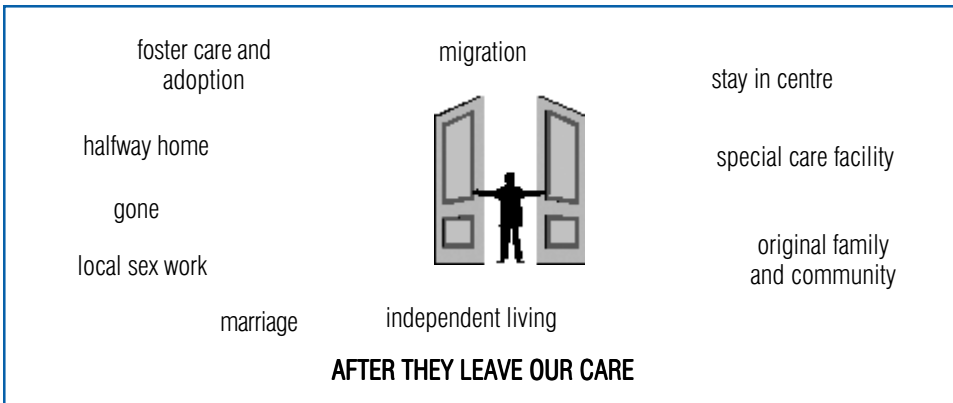 foster care and
adoption
migration
stay in centre
halfway home
special care facility
gone
original family
and community
local sex work
marriage
independent living
AFTER THEY LEAVE OUR CARE